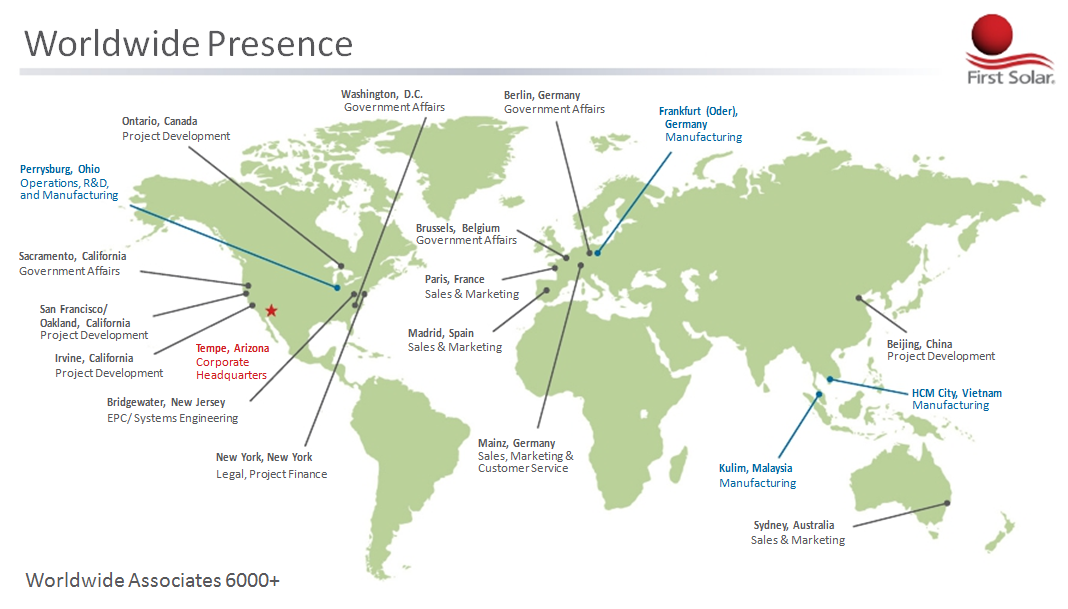 Worldwide Presence
First Solar.
Washington, D.C.
Government Affairs
Berlin, Germany
Government Affairs
Frankfurt (Oder),
Germany
Manufacturing
Ontario, Canada
Project Development
Perrysburg, Ohio
Operations, R&D,
and Manufacturing
Brussels, Belgium
Government Affairs
Sacramento, California
Government Affairs
Paris, France
Sales & Marketing
San Francisco/
Oakland, California
Project Development
Madrid, Spain
Sales & Marketing
Beijing, China
Project Development
Irvine, California
Project Development
Tempe, Arizona
Corporate
Headquarters
HCM City, Vietnam
Manufacturing
Bridgewater, New Jersey
EPC/ Systems Engineering
Mainz, Germany
Sales, Marketing &
Customer Service
New York, New York
Legal, Project Finance
Kulim, Malaysia
Manufacturing
Sydney, Australia
Sales & Marketing
Worldwide Associates 6000+